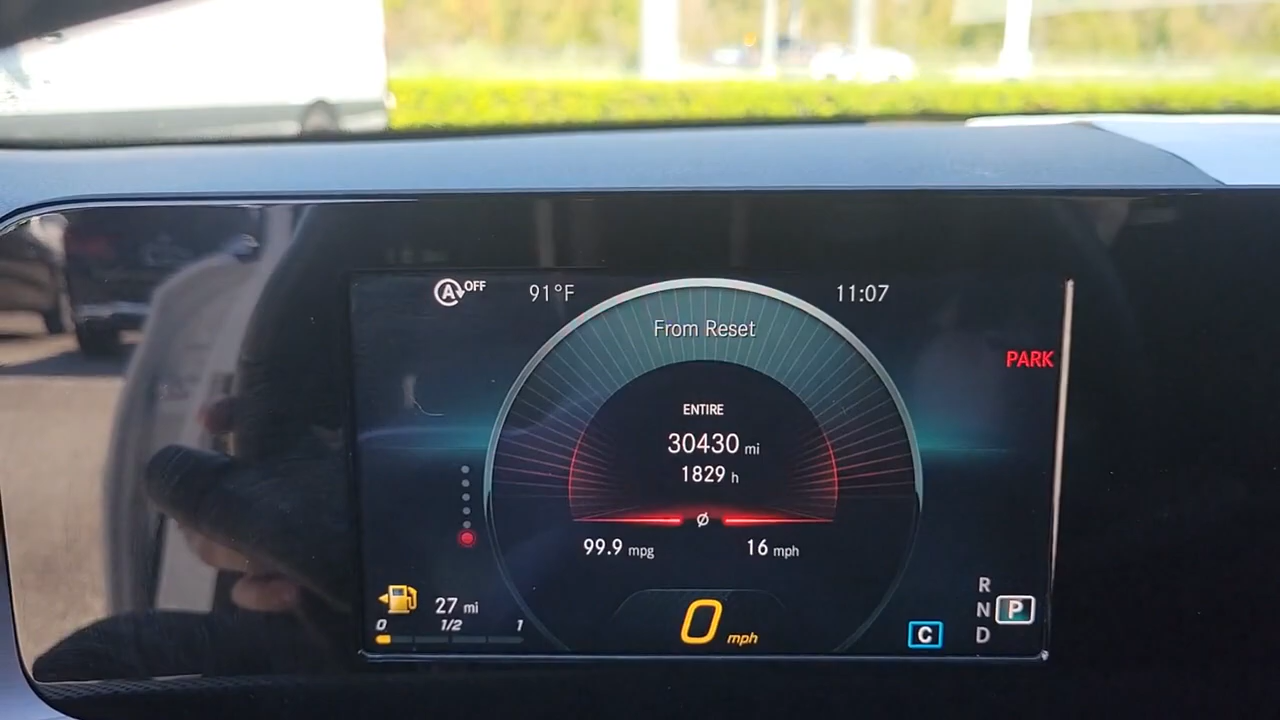 A OFF 91°F 11:07
From Reset
PARK
ENTIRE
30430 mi
1829 h
Ø
99.9 mpg 16 mph
R
27 mi
N P
0 1/2 1
0 mph
C
D